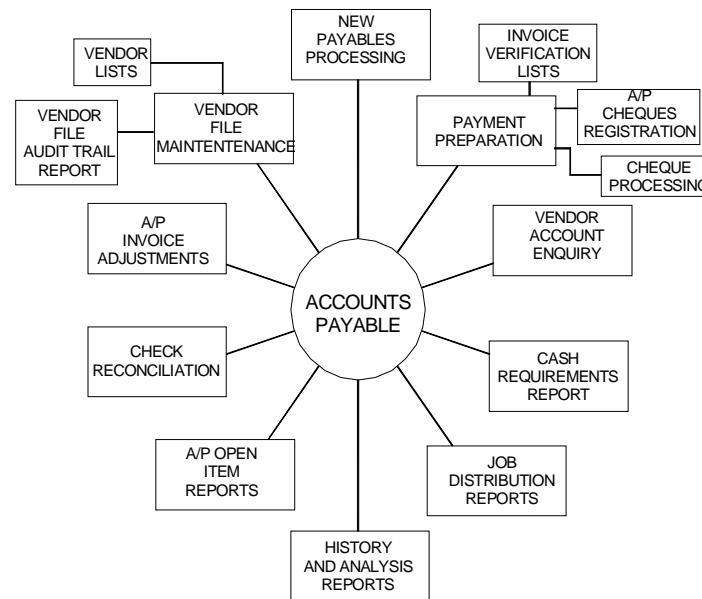 NEW
PAYABLES
PROCESSING
INVOICE
VERIFICATION
LISTS
VENDOR
LISTS
A/P
CHEQUES
REGISTRATION
VENDOR
FILE
AUDIT TRAIL
REPORT
VENDOR
FILE
MAINTENTENANCE
PAYMENT
PREPARATION
CHEQUE
PROCESSING
A/P
INVOICE
ADJUSTMENTS
VENDOR
ACCOUNT
ENQUIRY
ACCOUNTS
PAYABLE
CHECK
RECONCILIATION
CASH
REQUIREMENTS
REPORT
A/P OPEN
ITEM
REPORTS
JOB
DISTRIBUTION
REPORTS
HISTORY
AND ANALYSIS
REPORTS